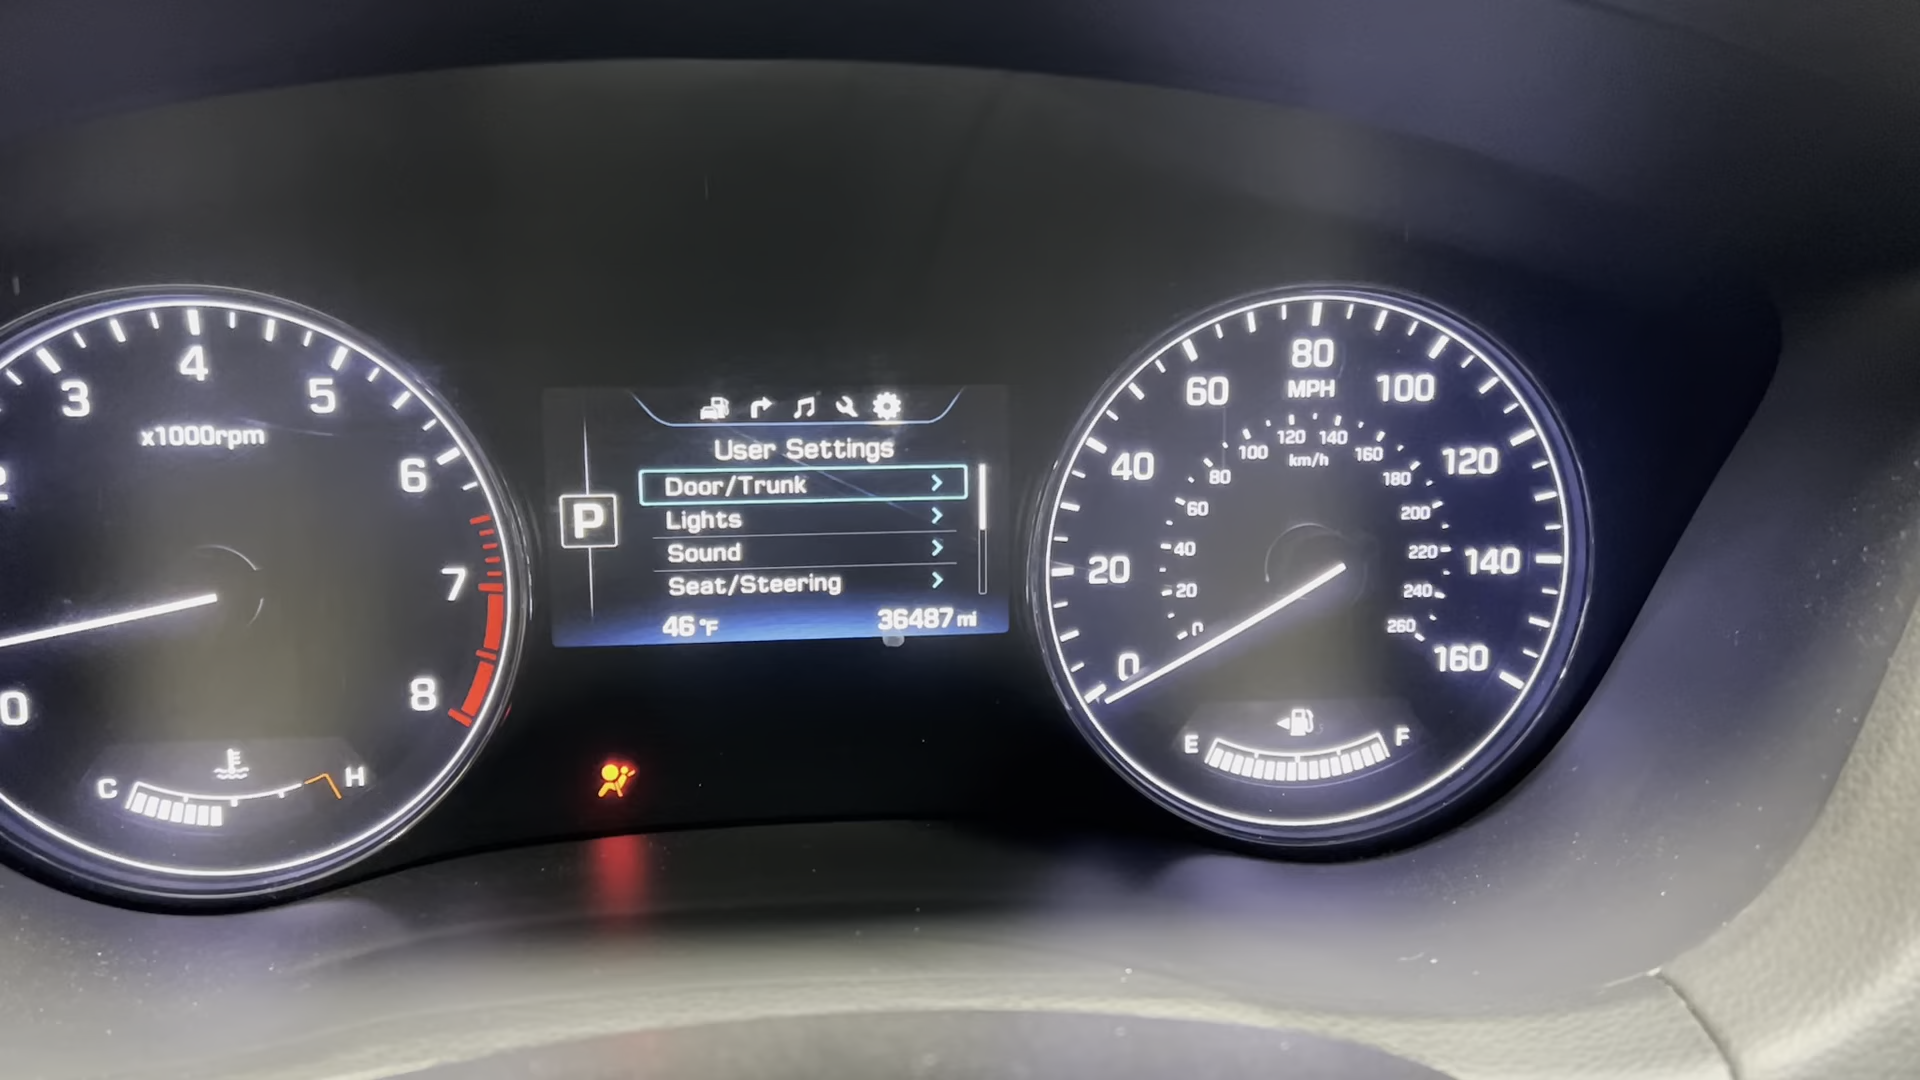 2
3
4
5
6
7
8
0
x1000rpm
C
H
P
User Settings
Door/Trunk
Lights
Sound
Seat/Steering
46°F
36487 mi
0
20
40
60
80
100
120
140
160
MPH
0
20
40
60
80
100
120
140
160
180
200
220
240
260
km/h
E
F